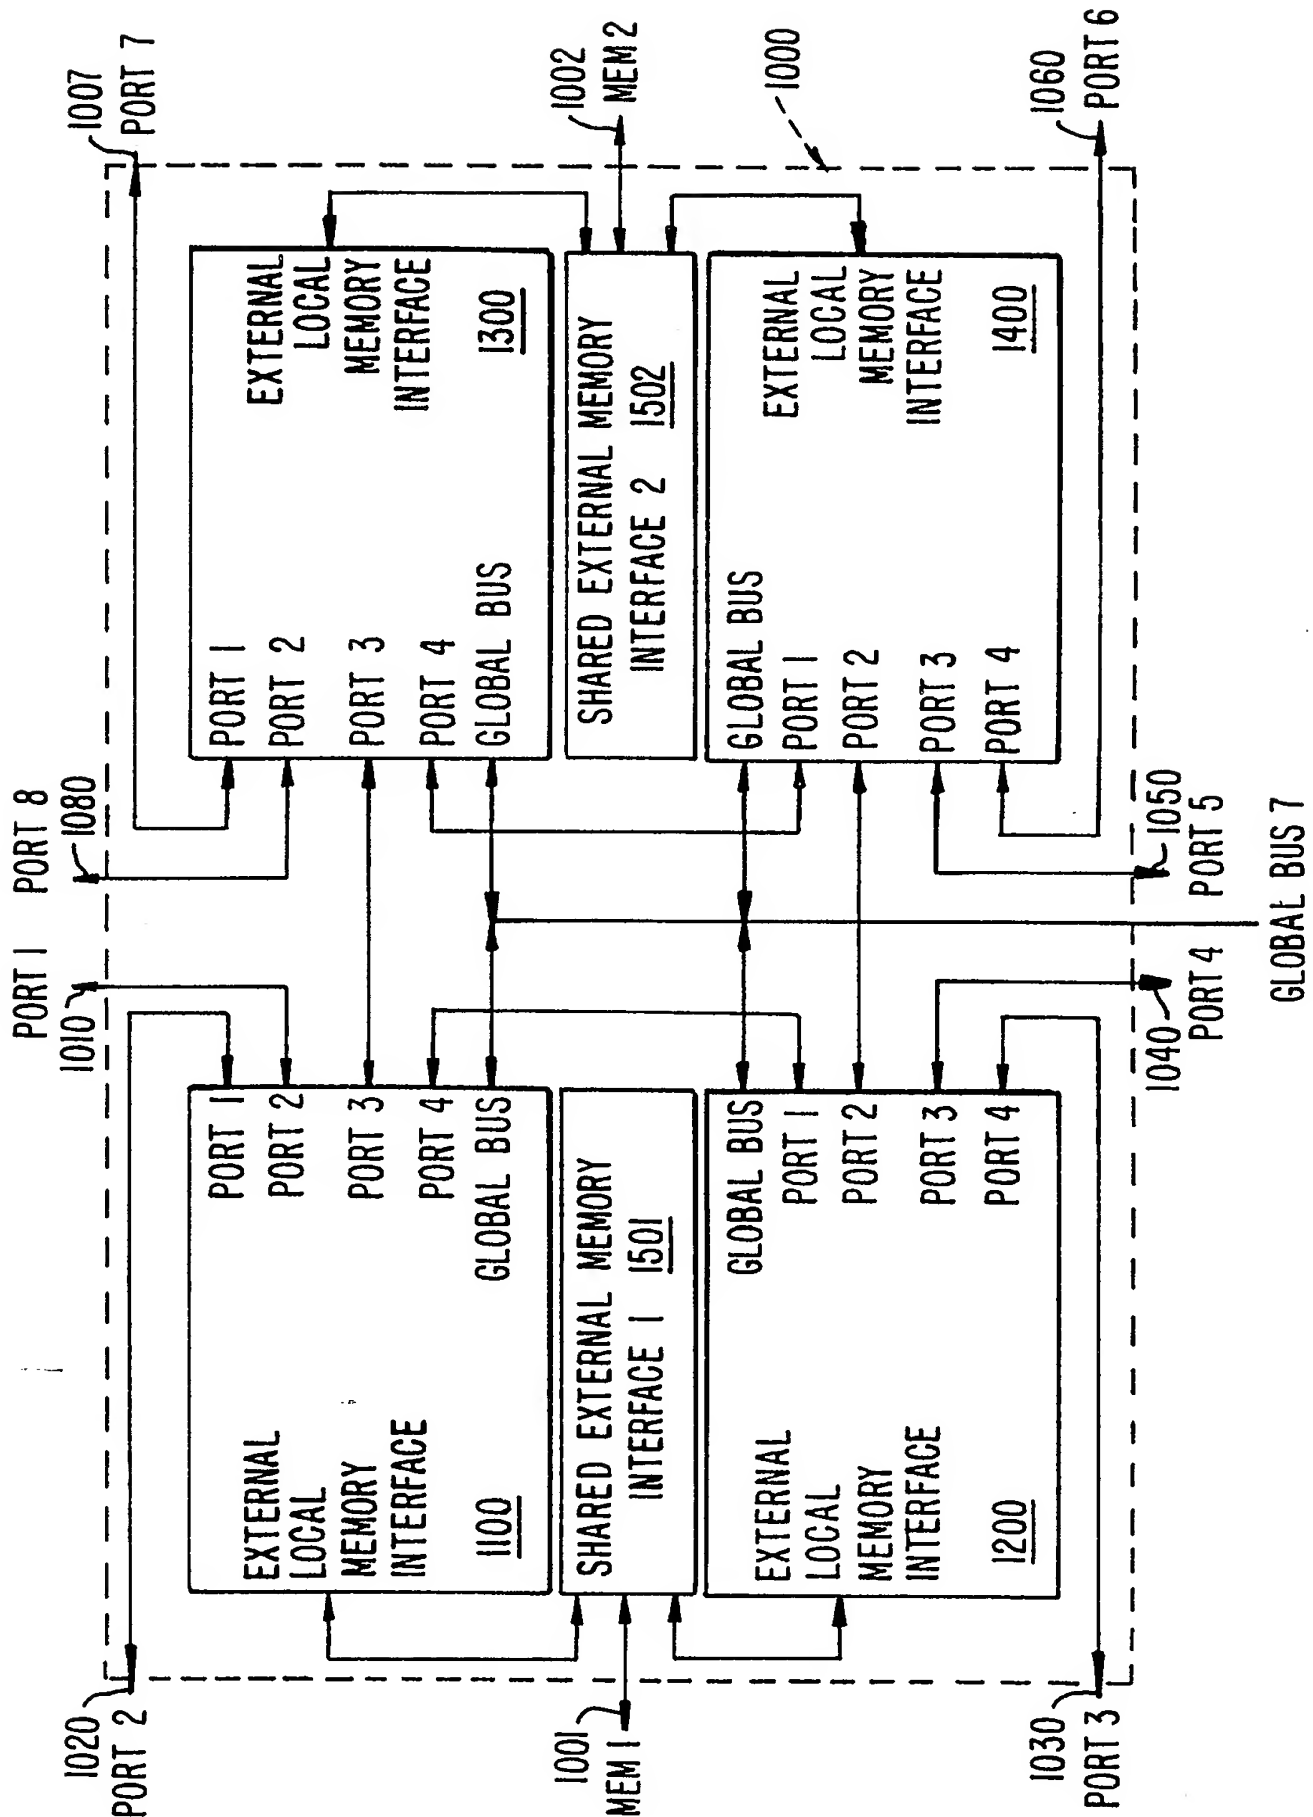 PORT 1
1010
PORT 8
1080
1020
PORT 2
1007
PORT 7
EXTERNAL
LOCAL
MEMORY
INTERFACE
1100
PORT 1
PORT 2
PORT 3
PORT 4
GLOBAL BUS
PORT 1
PORT 2
PORT 3
PORT 4
GLOBAL BUS
EXTERNAL
LOCAL
MEMORY
INTERFACE
1300
1001
MEM 1
SHARED EXTERNAL MEMORY
INTERFACE 1 1501
SHARED EXTERNAL MEMORY
INTERFACE 2 1502
1002
MEM 2
EXTERNAL
LOCAL
MEMORY
INTERFACE
1200
GLOBAL BUS
PORT 1
PORT 2
PORT 3
PORT 4
GLOBAL BUS
PORT 1
PORT 2
PORT 3
PORT 4
EXTERNAL
LOCAL
MEMORY
INTERFACE
1400
1000
1030
PORT 3
1040
PORT 4
1050
PORT 5
1060
PORT 6
GLOBAL BUS 7